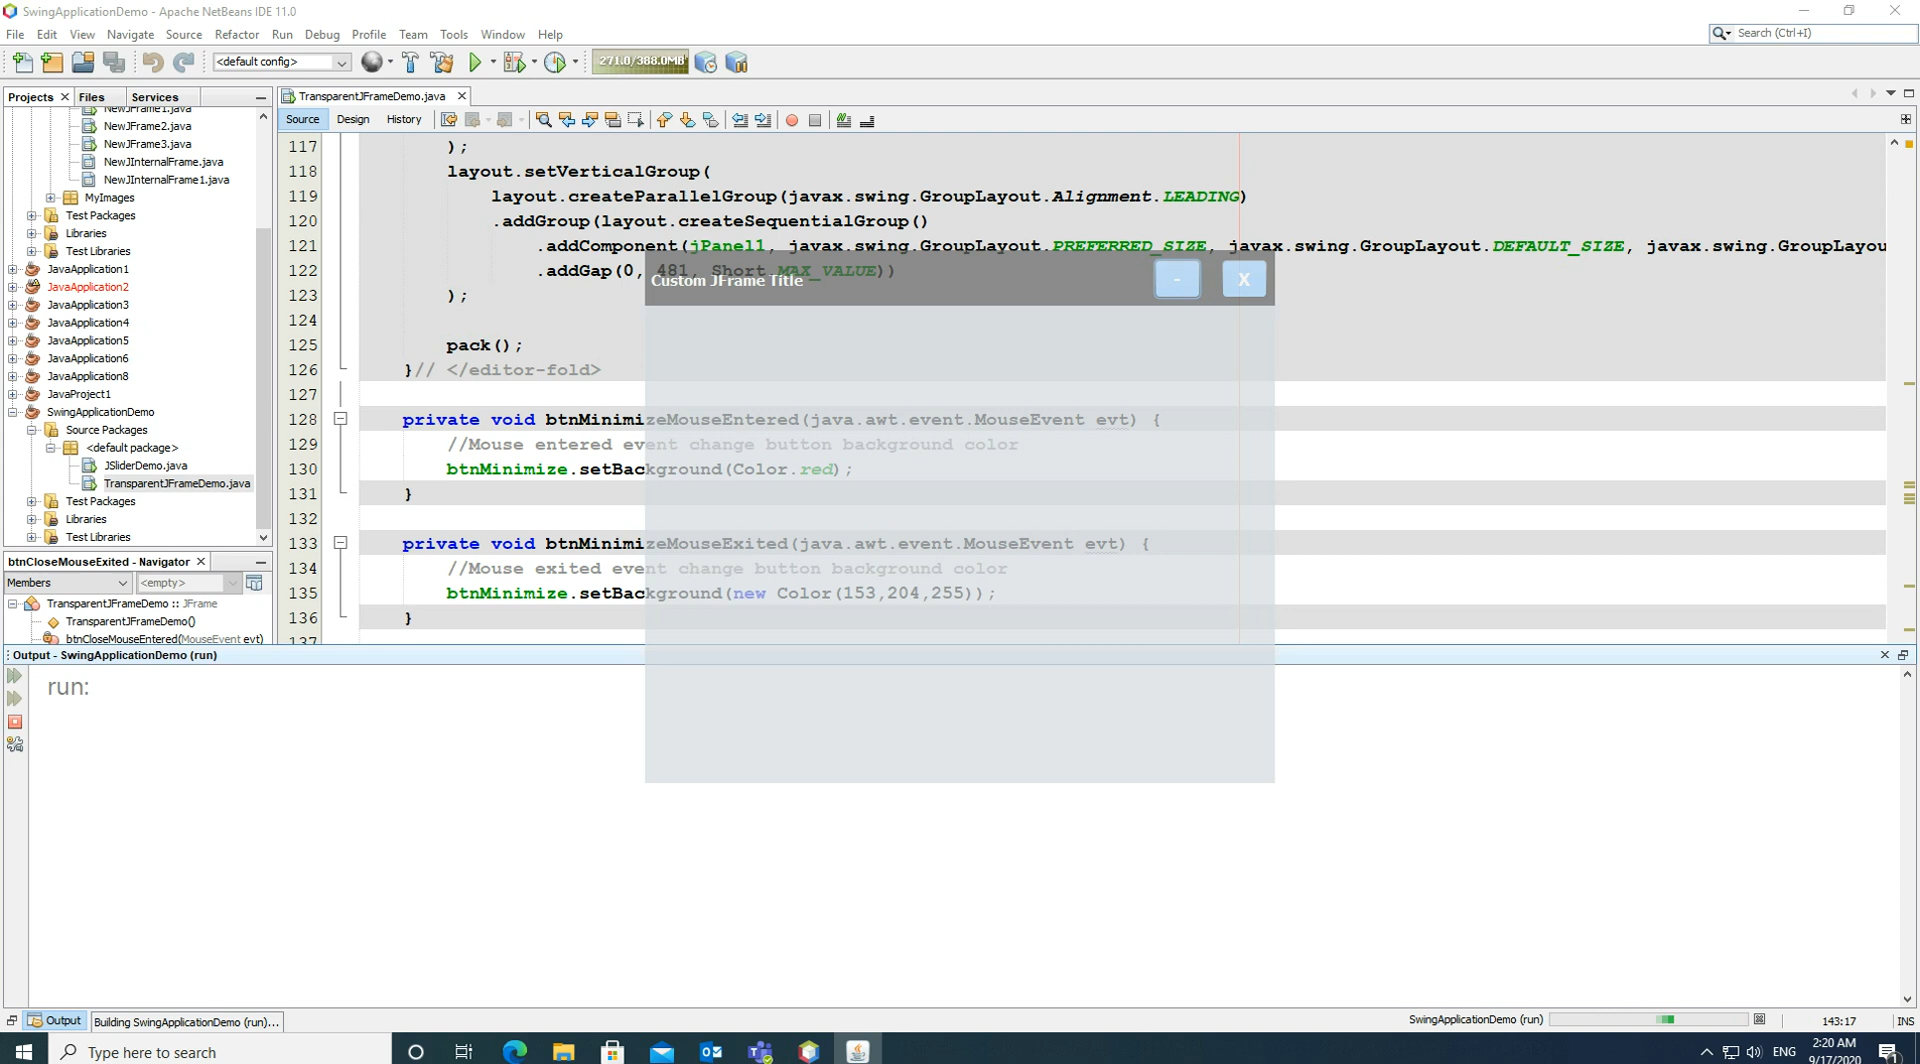 SwingApplicationDemo - Apache NetBeans IDE 11.0
File Edit View Navigate Source Refactor Run Debug Profile Team Tools Window Help
Search (Ctrl+I)
<default config>
271.0/388.0MB
Projects Files Services
TransparentJFrameDemo.java
Source Design History
NewJFrame1.java
NewJFrame2.java
NewJFrame3.java
NewJInternalFrame.java
NewJInternalFrame1.java
MyImages
Test Packages
Libraries
Test Libraries
JavaApplication1
JavaApplication2
JavaApplication3
JavaApplication4
JavaApplication5
JavaApplication6
JavaApplication8
JavaProject1
SwingApplicationDemo
Source Packages
<default package>
JSliderDemo.java
TransparentJFrameDemo.java
Test Packages
Libraries
Test Libraries
btnCloseMouseExited - Navigator
Members <empty>
TransparentJFrameDemo :: JFrame
TransparentJFrameDemo()
btnCloseMouseEntered(MouseEvent evt)
117 );
118 layout.setVerticalGroup(
119 layout.createParallelGroup(javax.swing.GroupLayout.Alignment.LEADING)
120 .addGroup(layout.createSequentialGroup()
121 .addComponent(jPanel1, javax.swing.GroupLayout.PREFERRED_SIZE, javax.swing.GroupLayout.DEFAULT_SIZE, javax.swing.GroupLayou
122 .addGap(0, 481, Short.MAX_VALUE))
Custom JFrame Title - X
123 );
124
125 pack();
126 }// </editor-fold>
127
128 private void btnMinimizeMouseEntered(java.awt.event.MouseEvent evt) {
129 //Mouse entered event change button background color
130 btnMinimize.setBackground(Color.red);
131 }
132
133 private void btnMinimizeMouseExited(java.awt.event.MouseEvent evt) {
134 //Mouse exited event change button background color
135 btnMinimize.setBackground(new Color(153,204,255));
136 }
137
Output - SwingApplicationDemo (run)
run:
Output Building SwingApplicationDemo (run)...
SwingApplicationDemo (run)
143:17 INS
Type here to search
ENG
2:20 AM
9/17/2020
1